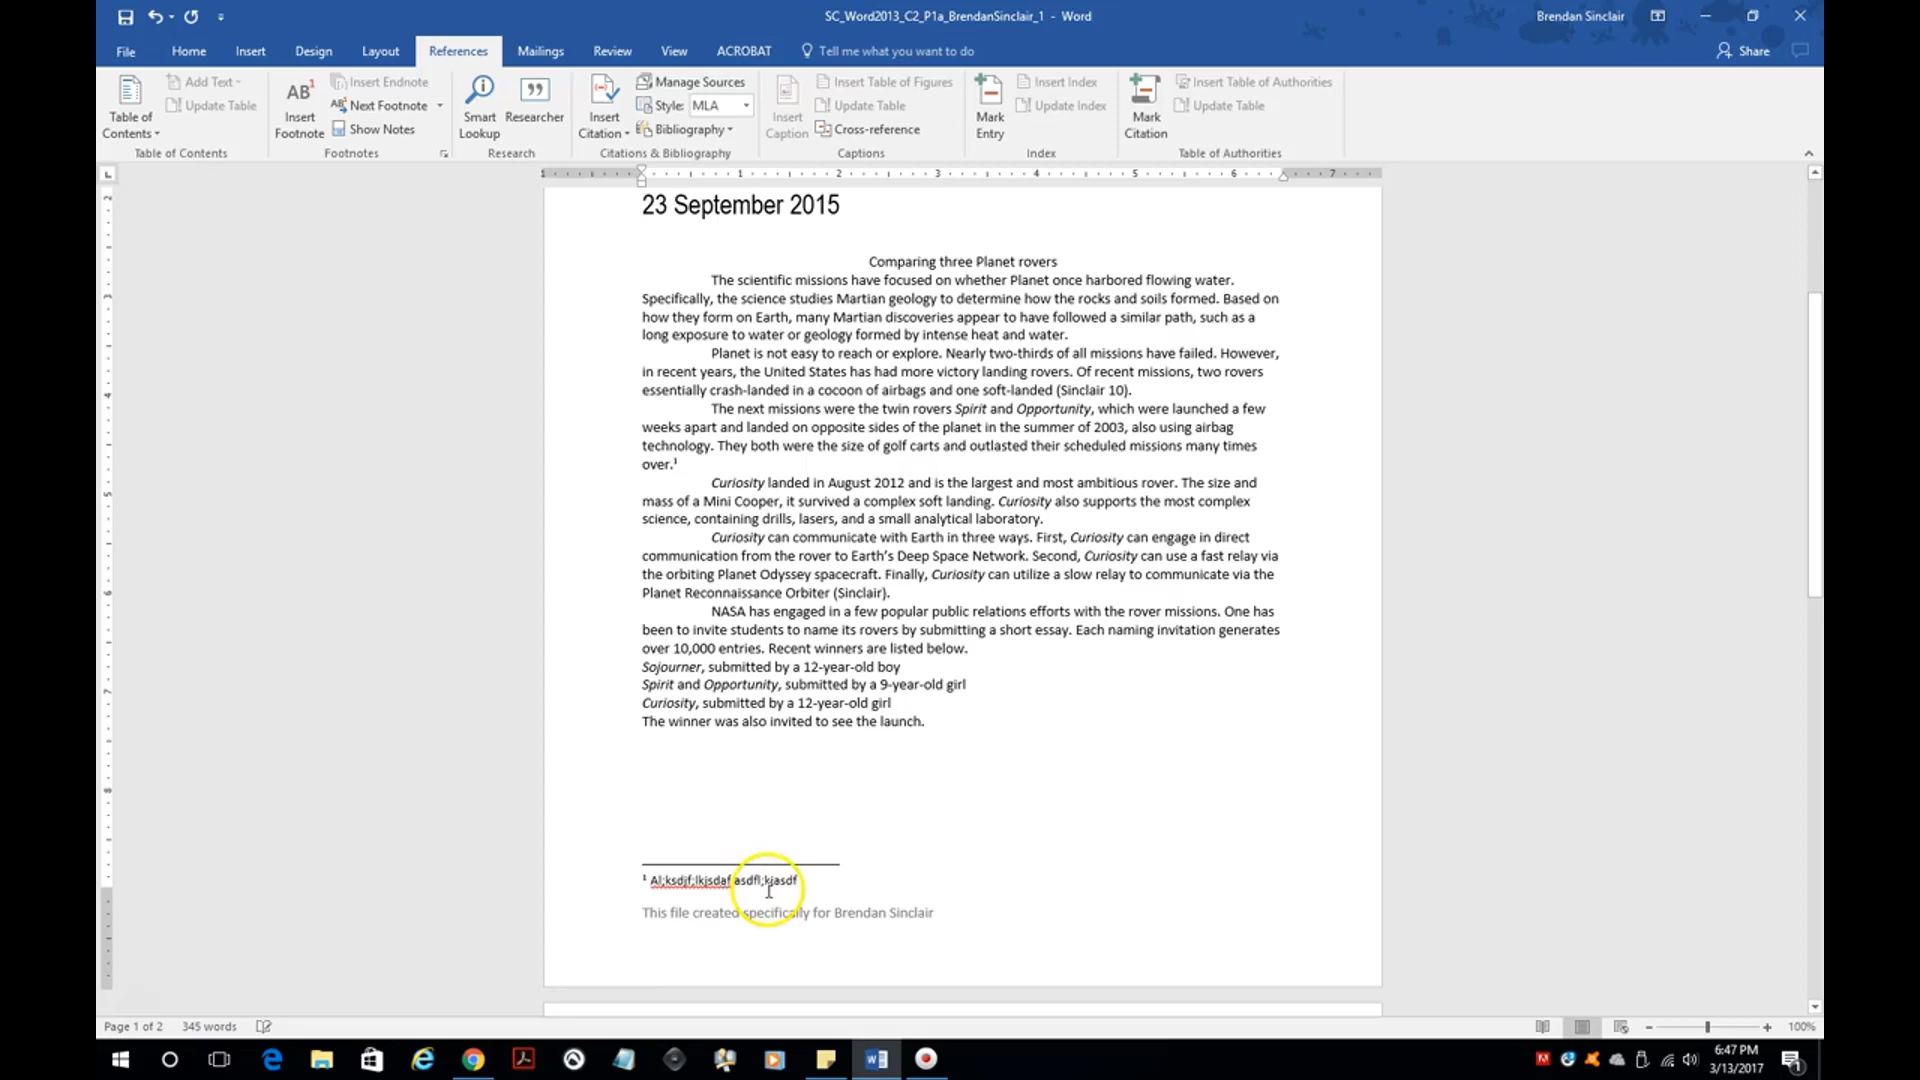 SC_Word2013_C2_P1a_BrendanSinclair_1 - Word
Brendan Sinclair
File Home Insert Design Layout References Mailings Review View ACROBAT Tell me what you want to do Share
Table of Contents
Add Text
Update Table
Table of Contents
AB¹
Insert Footnote
Insert Endnote
Next Footnote
Show Notes
Footnotes
Smart Lookup
Researcher
Research
Insert Citation
Manage Sources
Style: MLA
Bibliography
Citations & Bibliography
Insert Caption
Insert Table of Figures
Update Table
Cross-reference
Captions
Mark Entry
Insert Index
Update Index
Index
Mark Citation
Insert Table of Authorities
Update Table
Table of Authorities
1 1 2 3 4 5 6 7
23 September 2015
Comparing three Planet rovers
The scientific missions have focused on whether Planet once harbored flowing water.
Specifically, the science studies Martian geology to determine how the rocks and soils formed. Based on
how they form on Earth, many Martian discoveries appear to have followed a similar path, such as a
long exposure to water or geology formed by intense heat and water.
Planet is not easy to reach or explore. Nearly two-thirds of all missions have failed. However,
in recent years, the United States has had more victory landing rovers. Of recent missions, two rovers
essentially crash-landed in a cocoon of airbags and one soft-landed (Sinclair 10).
The next missions were the twin rovers Spirit and Opportunity, which were launched a few
weeks apart and landed on opposite sides of the planet in the summer of 2003, also using airbag
technology. They both were the size of golf carts and outlasted their scheduled missions many times
over.¹
Curiosity landed in August 2012 and is the largest and most ambitious rover. The size and
mass of a Mini Cooper, it survived a complex soft landing. Curiosity also supports the most complex
science, containing drills, lasers, and a small analytical laboratory.
Curiosity can communicate with Earth in three ways. First, Curiosity can engage in direct
communication from the rover to Earth’s Deep Space Network. Second, Curiosity can use a fast relay via
the orbiting Planet Odyssey spacecraft. Finally, Curiosity can utilize a slow relay to communicate via the
Planet Reconnaissance Orbiter (Sinclair).
NASA has engaged in a few popular public relations efforts with the rover missions. One has
been to invite students to name its rovers by submitting a short essay. Each naming invitation generates
over 10,000 entries. Recent winners are listed below.
Sojourner, submitted by a 12-year-old boy
Spirit and Opportunity, submitted by a 9-year-old girl
Curiosity, submitted by a 12-year-old girl
The winner was also invited to see the launch.
¹ Al;ksdjf;lkjsdaf asdfl;kjasdf
This file created specifically for Brendan Sinclair
Page 1 of 2 345 words 100%
6:47 PM
3/13/2017